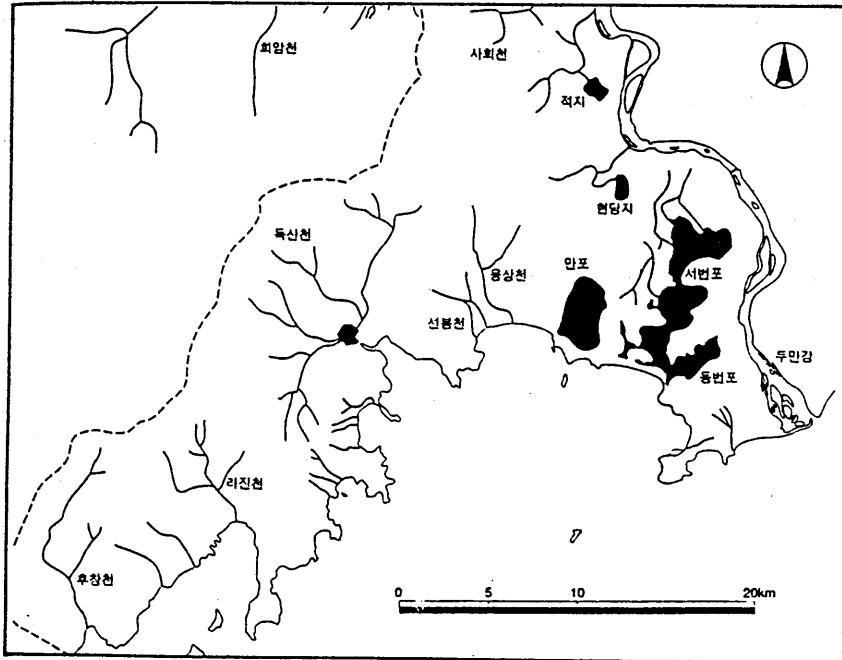 회암천
사회천
적지
현당지
득산천
서번포
만포
용상천
선봉천
두만강
동번포
라진천
후창천
0 5 10 20km